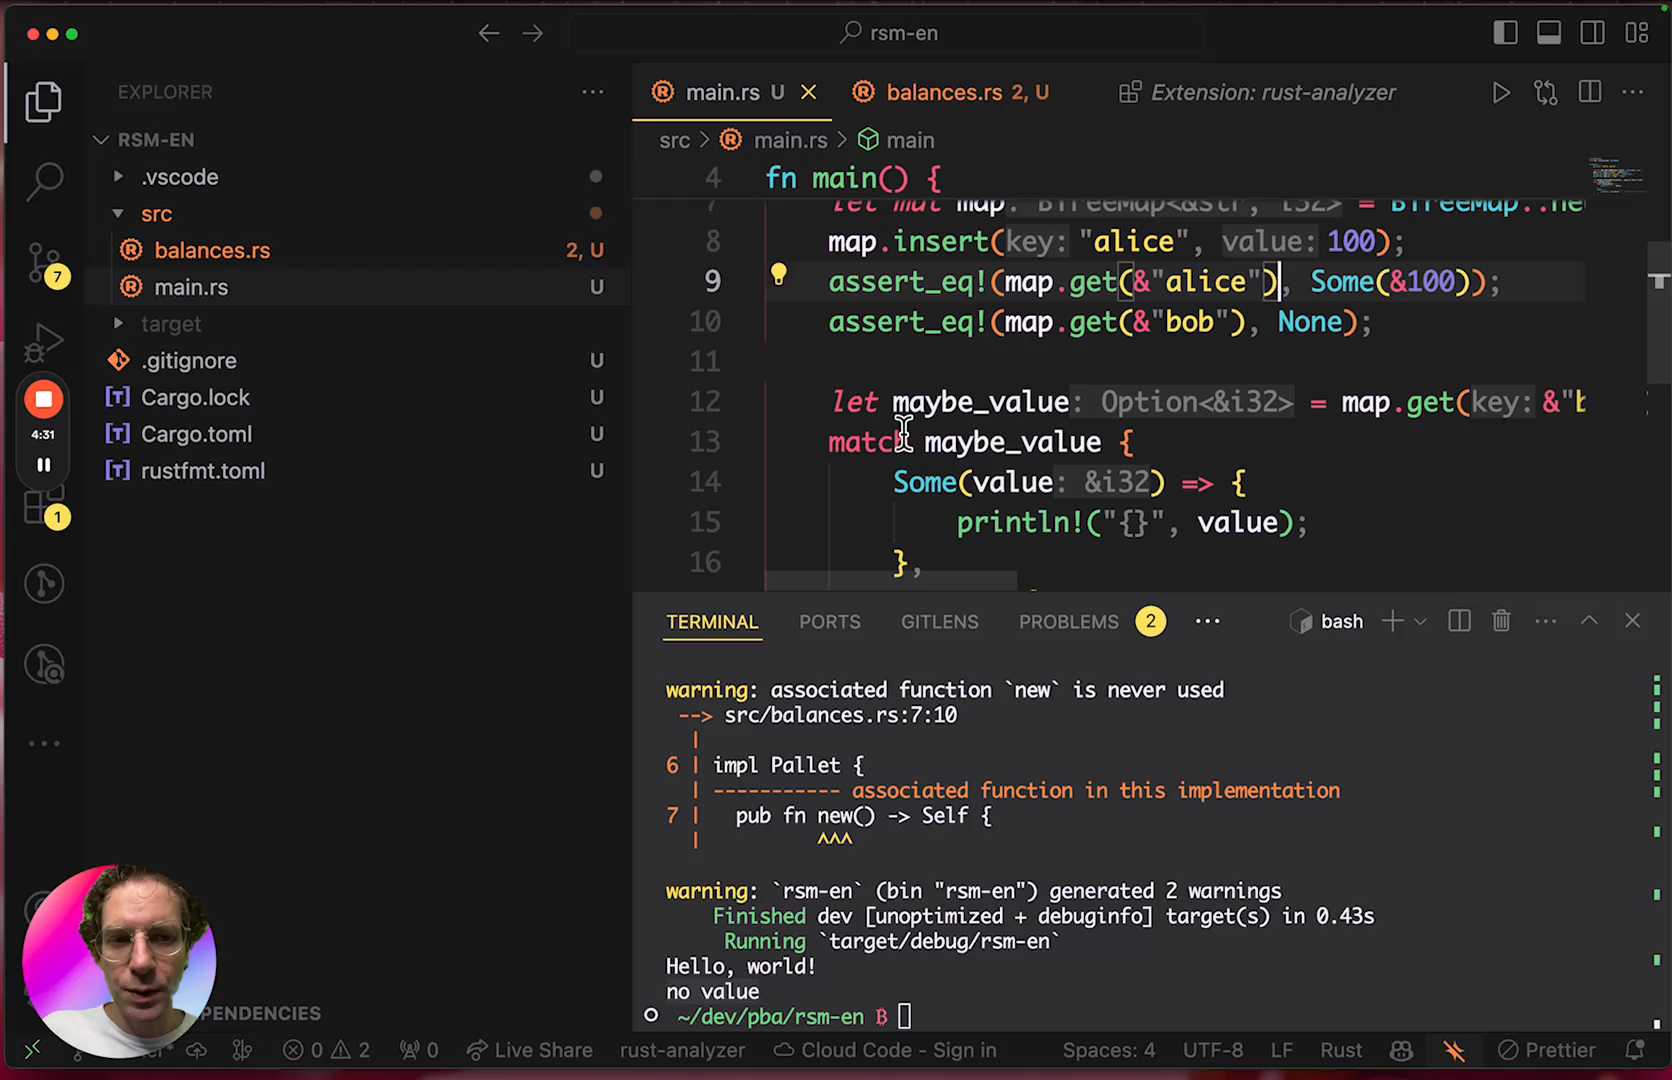 rsm-en
EXPLORER
RSM-EN
.vscode
src
balances.rs 2, U
main.rs U
target
.gitignore U
Cargo.lock U
Cargo.toml U
rustfmt.toml U
7
4:31
1
PENDENCIES
main.rs U
balances.rs 2, U
Extension: rust-analyzer
src > main.rs > main
4 fn main() {
let mut map: BTreeMap<&str, i32> = BTreeMap::ne
8 map.insert(key: "alice", value: 100);
9 assert_eq!(map.get(&"alice"), Some(&100));
10 assert_eq!(map.get(&"bob"), None);
11
12 let maybe_value: Option<&i32> = map.get(key: &"b
13 match maybe_value {
14 Some(value: &i32) => {
15 println!("{}", value);
16 },
TERMINAL PORTS GITLENS PROBLEMS 2 bash
warning: associated function `new` is never used
--> src/balances.rs:7:10
|
6 | impl Pallet {
| ----------- associated function in this implementation
7 | pub fn new() -> Self {
| ^^^
warning: `rsm-en` (bin "rsm-en") generated 2 warnings
Finished dev [unoptimized + debuginfo] target(s) in 0.43s
Running `target/debug/rsm-en`
Hello, world!
no value
~/dev/pba/rsm-en ₿
0 2 0 Live Share rust-analyzer Cloud Code - Sign in Spaces: 4 UTF-8 LF Rust Prettier